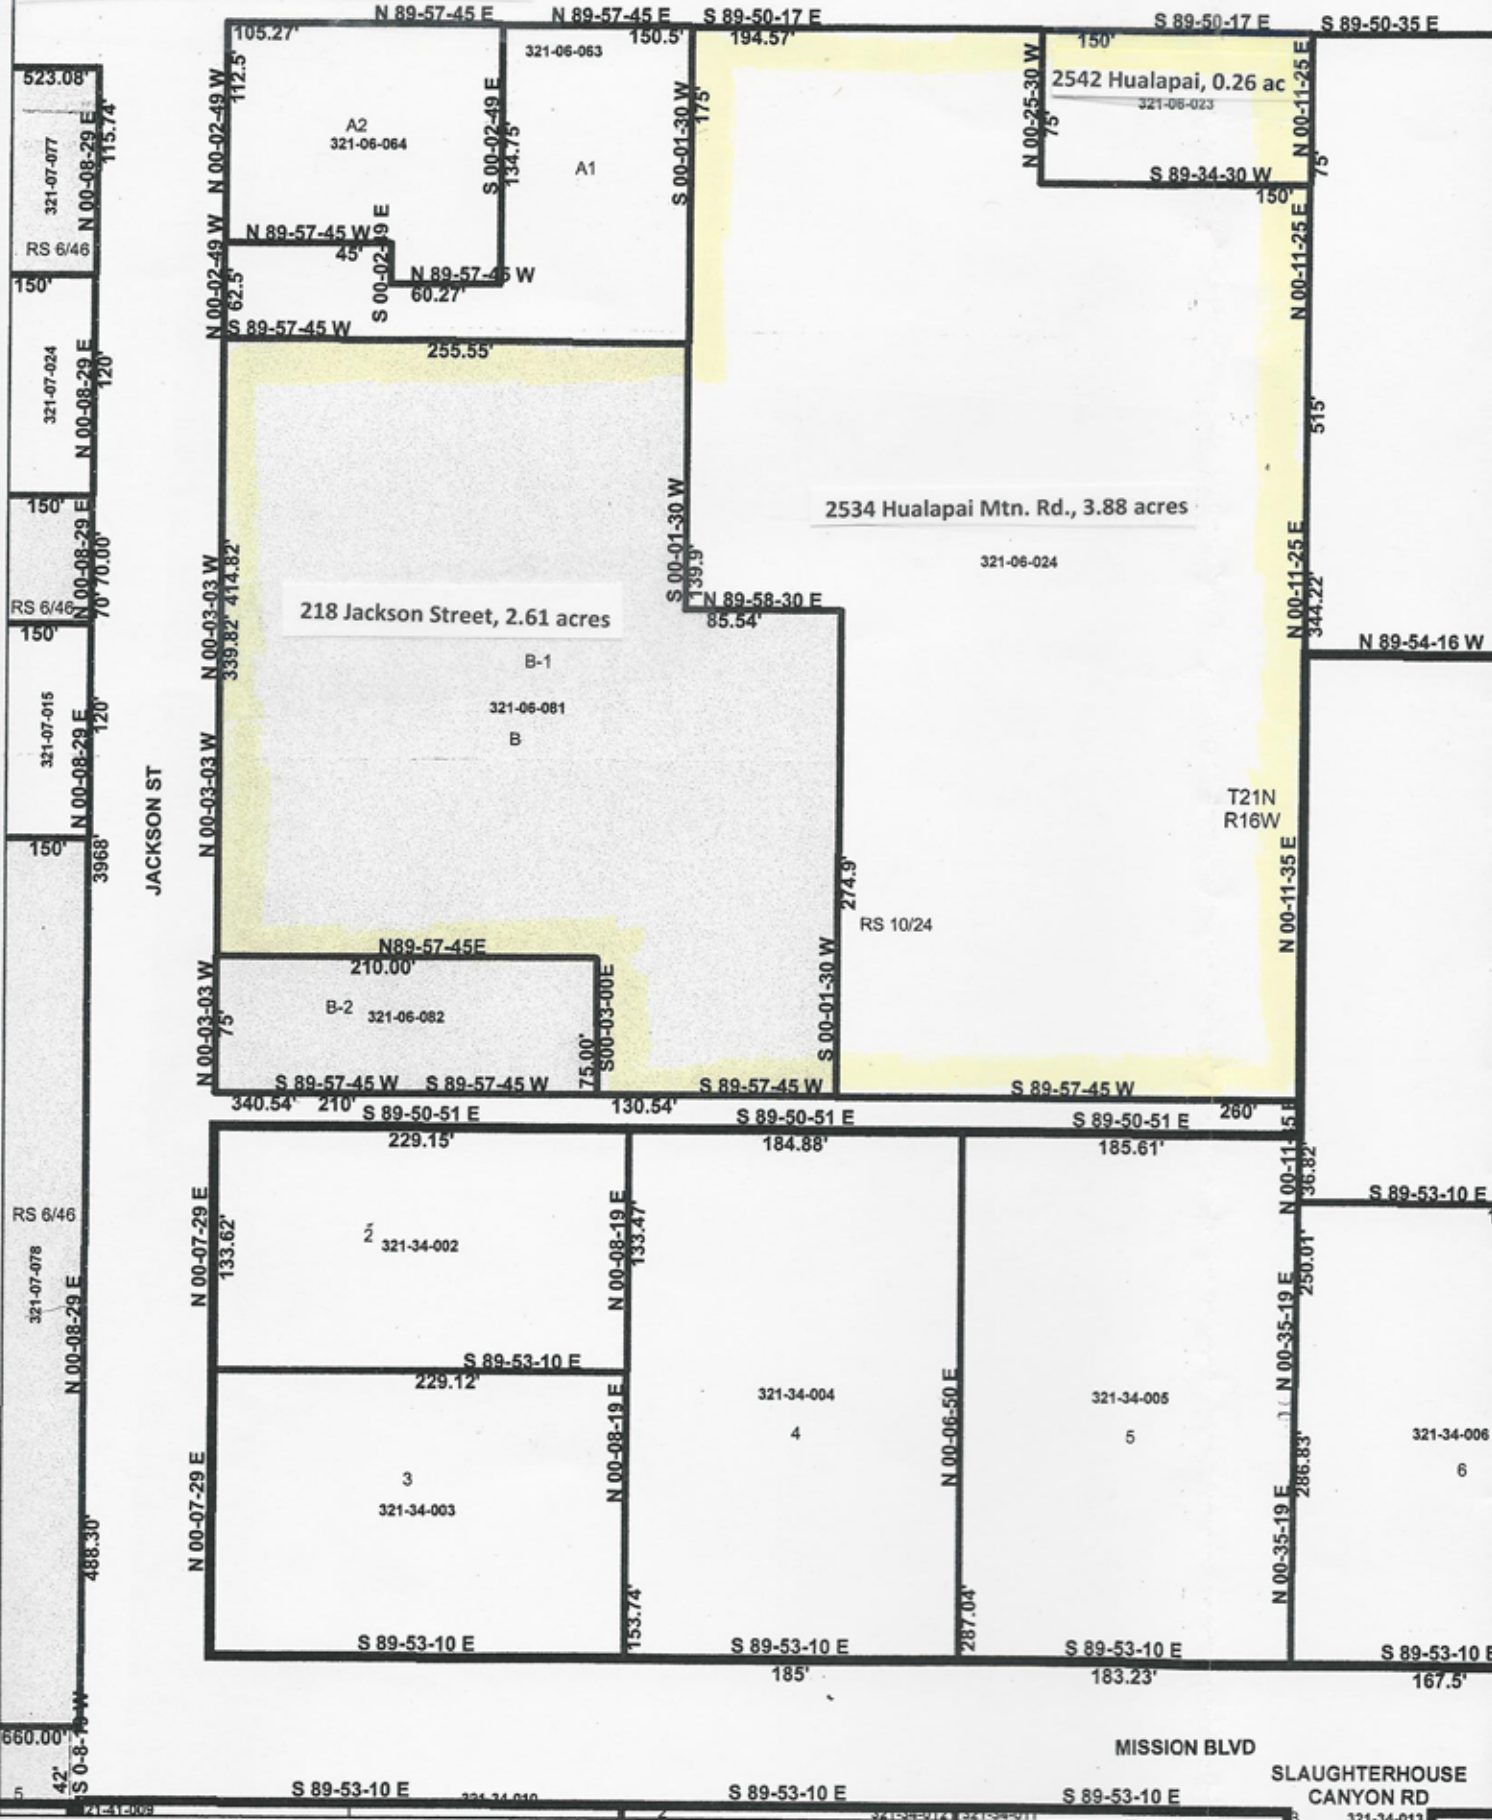 N 89-57-45 E
N 89-57-45 E
S 89-50-17 E
S 89-50-17 E
S 89-50-35 E
105.27'
150.5'
194.57'
150'
321-06-063
523.08'
112.5'
N 00-02-49 W
A2
321-06-064
S 00-02-49 E
134.75'
A1
S 00-01-30 W
175'
N 00-25-30 W
75'
2542 Hualapai, 0.26 ac
321-06-023
N 00-11-25 E
75'
S 89-34-30 W
150'
321-07-077
N 00-08-29 E
115.74'
RS 6/46
150'
N 89-57-45 W
45'
S 00-02-49 E
N 89-57-45 W
60.27'
N 00-02-49 W
62.5'
S 89-57-45 W
255.55'
N 00-11-25 E
515'
321-07-024
N 00-08-29 E
120'
150'
2534 Hualapai Mtn. Rd., 3.88 acres
321-06-024
S 00-01-30 W
139.9'
N 89-58-30 E
85.54'
N 00-11-25 E
344.22'
N 89-54-16 W
N 00-08-29 E
70' 70.00'
RS 6/46
150'
N 00-03-03 W
339.82' 414.82'
218 Jackson Street, 2.61 acres
B-1
321-06-081
B
321-07-015
N 00-08-29 E
120'
150'
3968'
JACKSON ST
N 00-03-03 W
T21N
R16W
274.9'
RS 10/24
N 00-11-35 E
S 00-01-30 W
N89-57-45E
210.00'
B-2
321-06-082
N 00-03-03 W
75'
75.00'
S00-03-00E
S 89-57-45 W
S 89-57-45 W
S 89-57-45 W
S 89-57-45 W
340.54'
210'
130.54'
260'
S 89-50-51 E
S 89-50-51 E
S 89-50-51 E
229.15'
184.88'
185.61'
36.82'
S 89-53-10 E
RS 6/46
321-07-078
N 00-08-29 E
N 00-07-29 E
133.62'
2
321-34-002
N 00-08-19 E
133.47'
250.01'
N 00-35-19 E
S 89-53-10 E
229.12'
N 00-08-19 E
321-34-004
4
N 00-06-50 E
321-34-005
5
321-34-006
6
286.83'
N 00-35-19 E
3
321-34-003
N 00-07-29 E
488.30'
153.74'
287.04'
S 89-53-10 E
S 89-53-10 E
S 89-53-10 E
S 89-53-10 E
185'
183.23'
167.5'
660.00'
42'
5
MISSION BLVD
SLAUGHTERHOUSE
CANYON RD
S 89-53-10 E
S 89-53-10 E
S 89-53-10 E